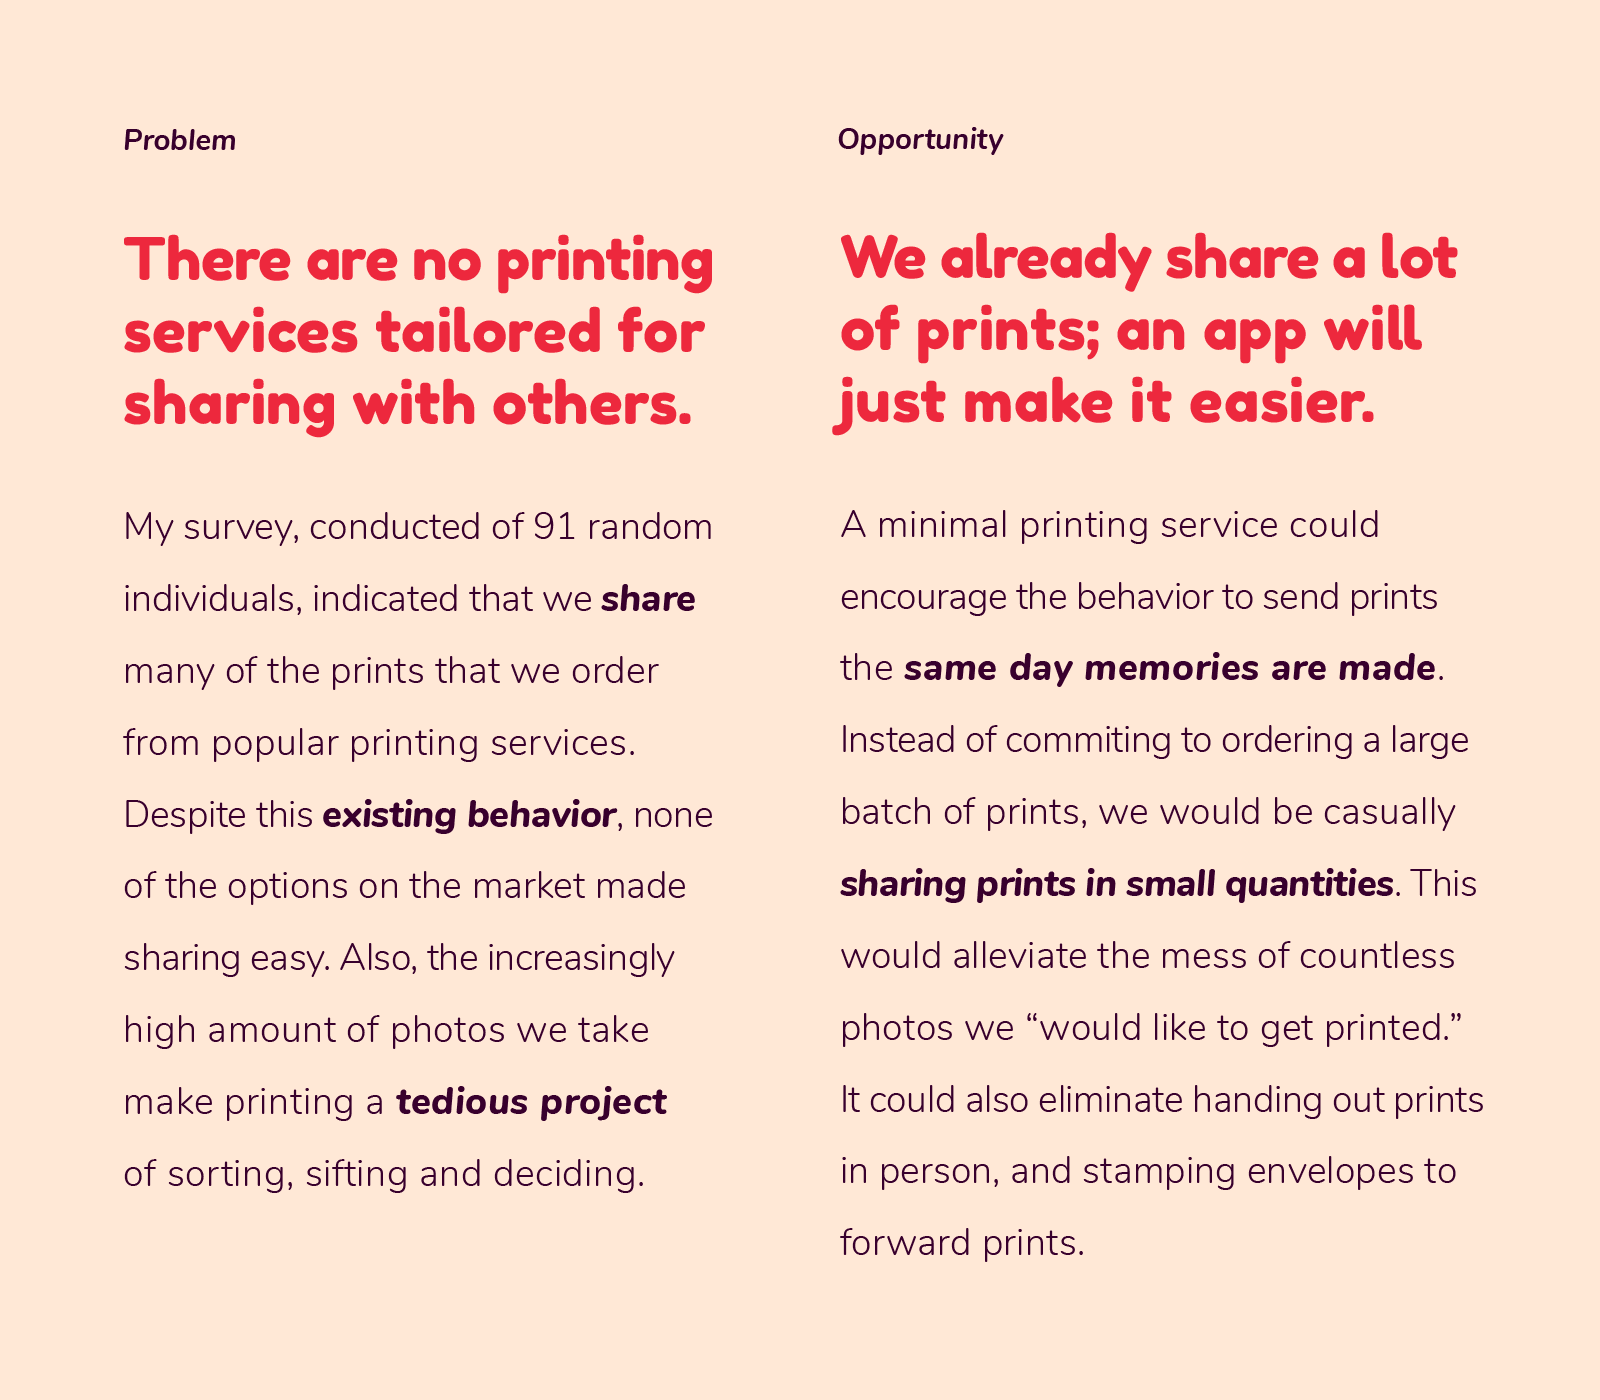 Problem
There are no printing
services tailored for
sharing with others.
My survey, conducted of 91 random
individuals, indicated that we share
many of the prints that we order
from popular printing services.
Despite this existing behavior, none
of the options on the market made
sharing easy. Also, the increasingly
high amount of photos we take
make printing a tedious project
of sorting, sifting and deciding.
Opportunity
We already share a lot
of prints; an app will
just make it easier.
A minimal printing service could
encourage the behavior to send prints
the same day memories are made.
Instead of commiting to ordering a large
batch of prints, we would be casually
sharing prints in small quantities. This
would alleviate the mess of countless
photos we “would like to get printed.”
It could also eliminate handing out prints
in person, and stamping envelopes to
forward prints.